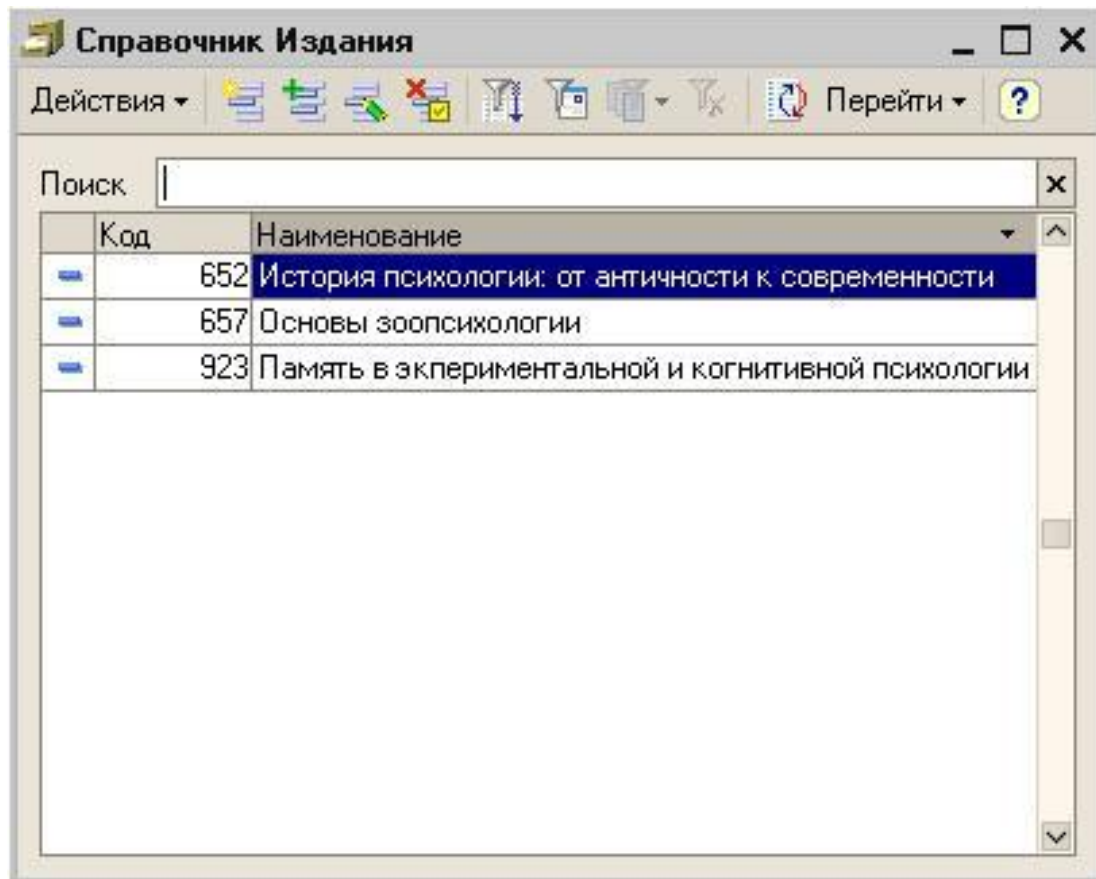 Справочник Издания
Действия Перейти ?
Поиск
Код Наименование
652 История психологии: от античности к современности
657 Основы зоопсихологии
923 Память в экпериментальной и когнитивной психологии